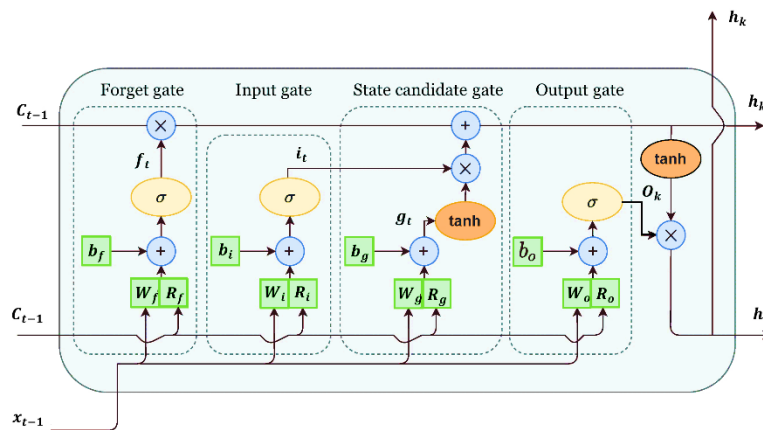 h_k
Forget gate Input gate State candidate gate Output gate
C_{t-1} × + h_k
f_t i_t × tanh
σ σ g_t tanh σ O_k ×
b_f + b_i + b_g + b_o +
W_f R_f W_i R_i W_g R_g W_o R_o
C_{t-1} h
x_{t-1}